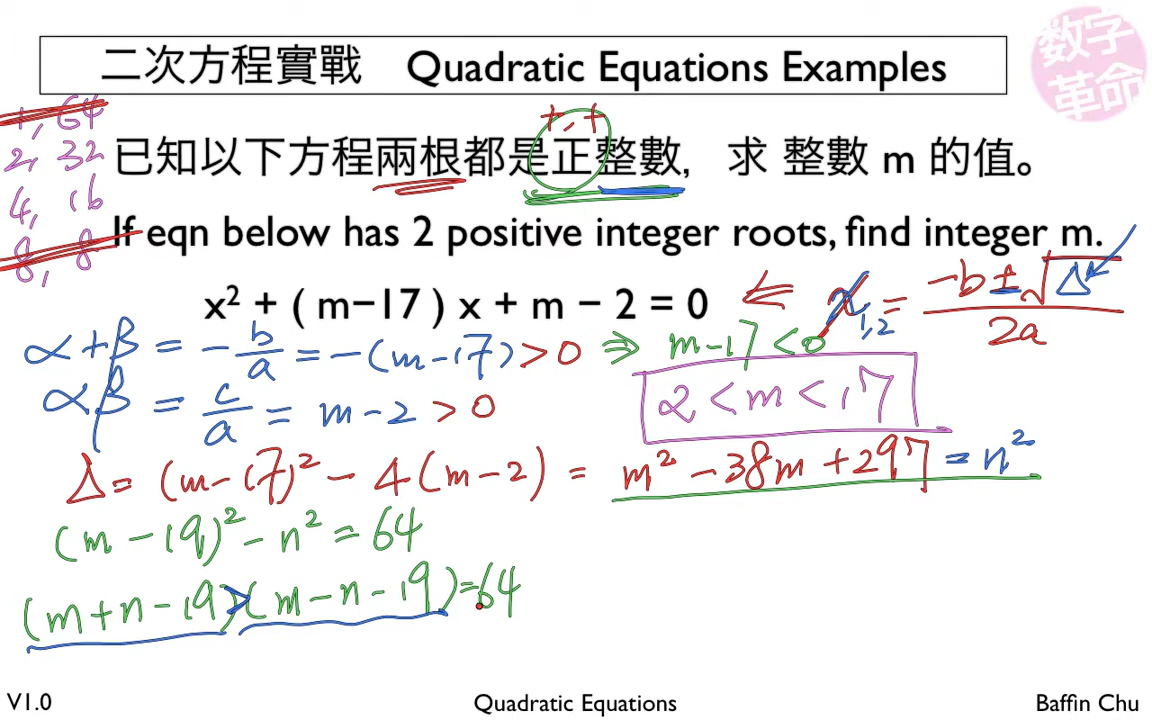 二次方程實戰 Quadratic Equations Examples
数字
革命
1, 64
2, 32
4, 16
8, 8
+, +
已知以下方程兩根都是正整數, 求 整數 m 的值。
If eqn below has 2 positive integer roots, find integer m.
x² + ( m−17 ) x + m − 2 = 0 ⇐ x₁,₂ = (−b ± √Δ) / 2a
α+β = −b/a = −(m−17) > 0 ⇒ m−17 < 0
αβ = c/a = m−2 > 0
2 < m < 17
Δ = (m−17)² − 4(m−2) = m² − 38m + 297 = n²
(m − 19)² − n² = 64
(m+n−19) > (m−n−19) = 64
V1.0 Quadratic Equations Baffin Chu